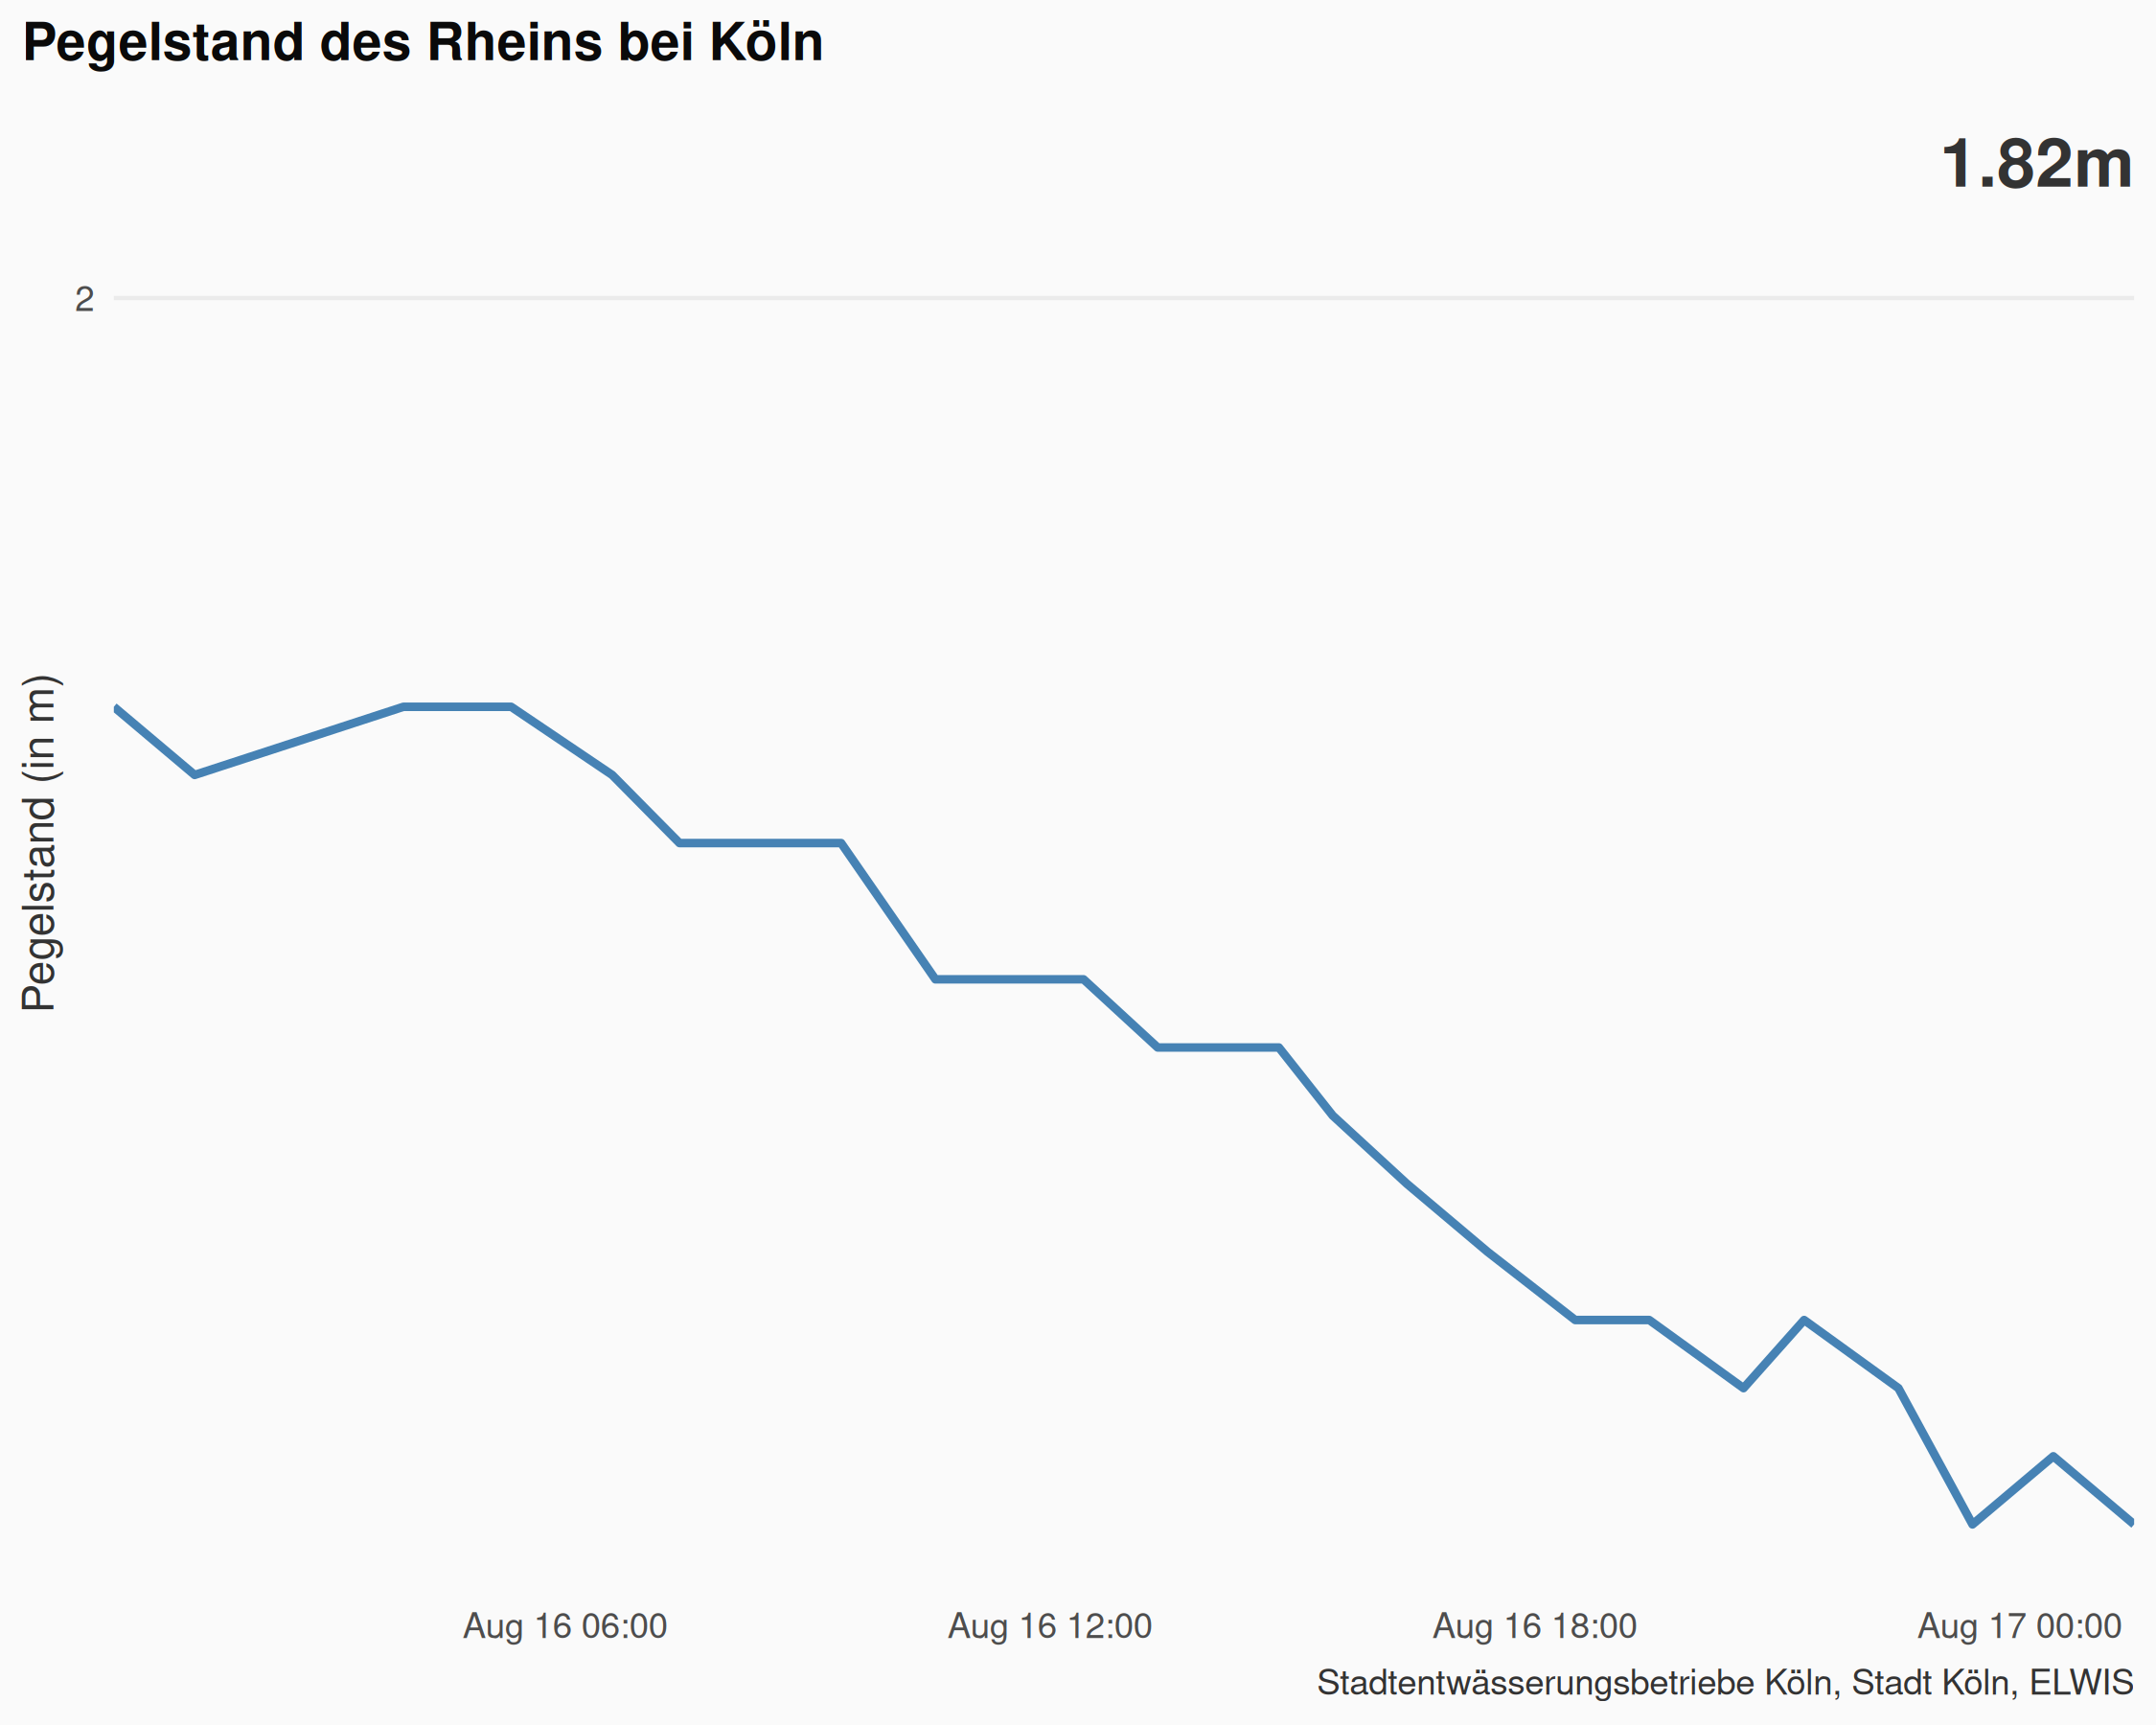 Pegelstand des Rheins bei Köln
1.82m
2
Pegelstand (in m)
Aug 16 06:00 Aug 16 12:00 Aug 16 18:00 Aug 17 00:00
Stadtentwässerungsbetriebe Köln, Stadt Köln, ELWIS